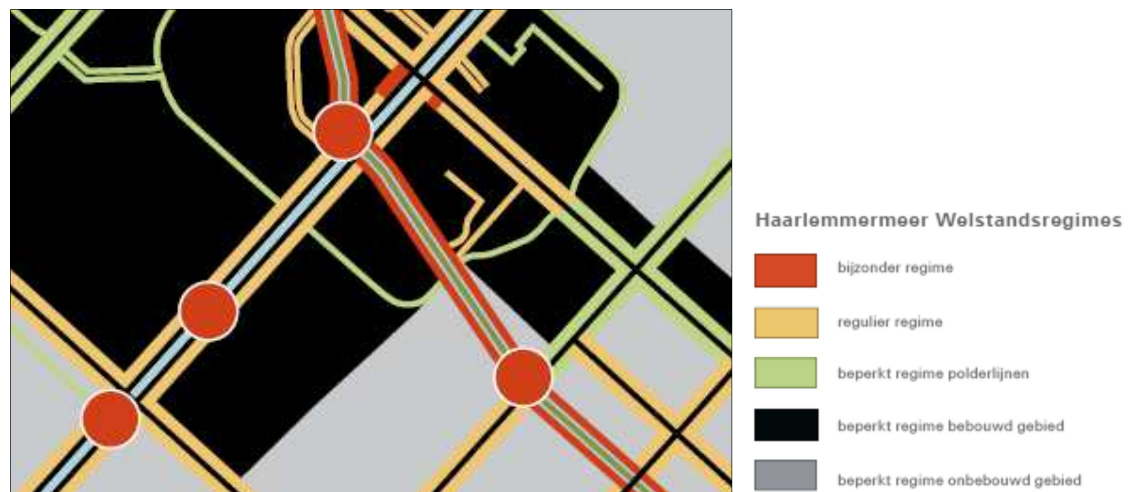 Haarlemmermeer Welstandsregimes
bijzonder regime
regulier regime
beperkt regime polderlijnen
beperkt regime bebouwd gebied
beperkt regime onbebouwd gebied